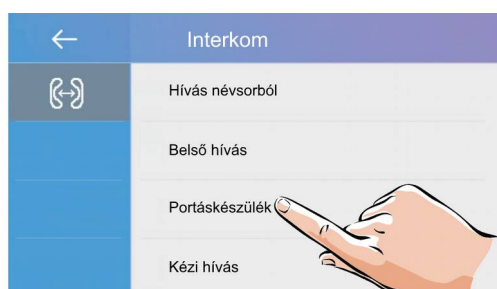 Interkom
Hívás névsorból
Belső hívás
Portáskészülék
Kézi hívás